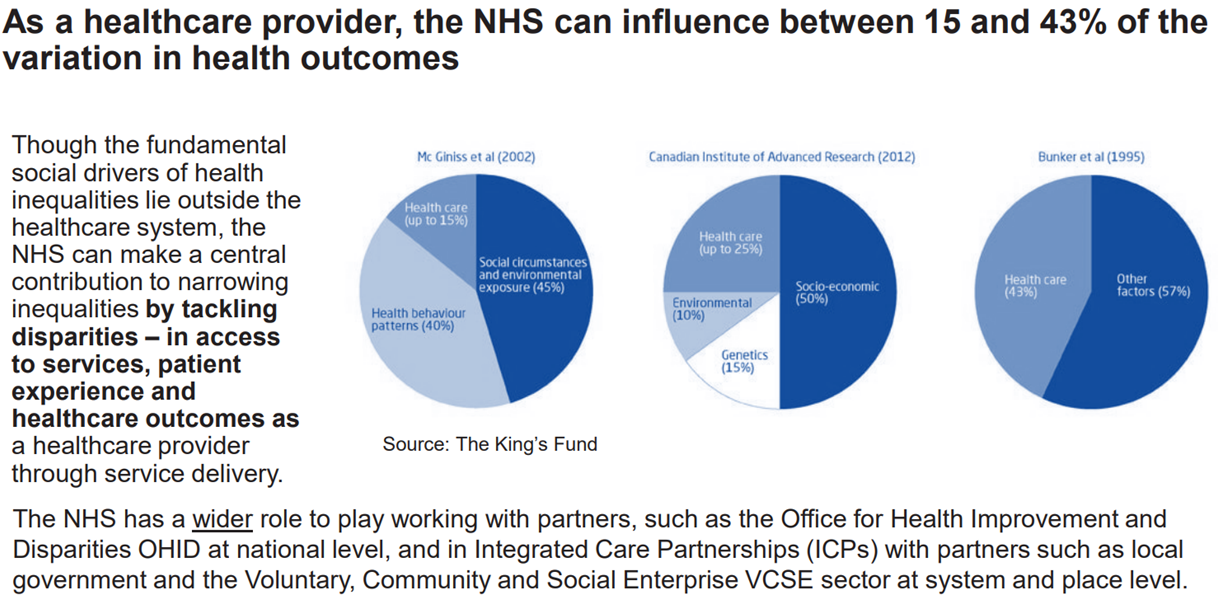 As a healthcare provider, the NHS can influence between 15 and 43% of the
variation in health outcomes
Though the fundamental
social drivers of health
inequalities lie outside the
healthcare system, the
NHS can make a central
contribution to narrowing
inequalities by tackling
disparities – in access
to services, patient
experience and
healthcare outcomes as
a healthcare provider
through service delivery.
Mc Giniss et al (2002)
Health care
(up to 15%)
Social circumstances
and environmental
exposure (45%)
Health behaviour
patterns (40%)
Canadian Institute of Advanced Research (2012)
Health care
(up to 25%)
Socio-economic
(50%)
Environmental
(10%)
Genetics
(15%)
Bunker et al (1995)
Health care
(43%)
Other
factors (57%)
Source: The King's Fund
The NHS has a wider role to play working with partners, such as the Office for Health Improvement and
Disparities OHID at national level, and in Integrated Care Partnerships (ICPs) with partners such as local
government and the Voluntary, Community and Social Enterprise VCSE sector at system and place level.